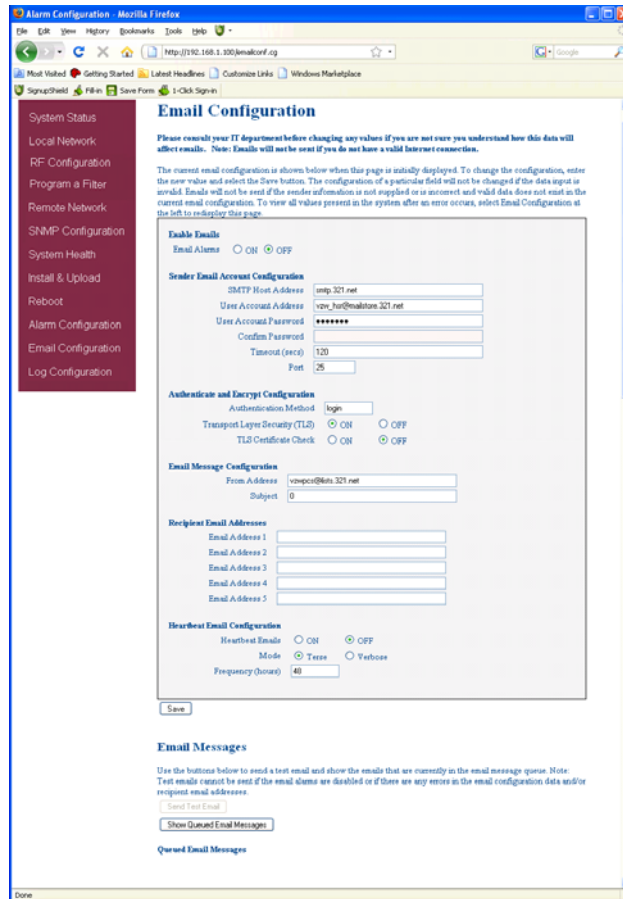 Alarm Configuration - Mozilla Firefox
File Edit View History Bookmarks Tools Help
http://192.168.1.100/emailconf.cg
Google
Most Visited Getting Started Latest Headlines Customize Links Windows Marketplace
SignupShield Fill-in Save Form 1-Click Sign-in
System Status
Local Network
RF Configuration
Program a Filter
Remote Network
SNMP Configuration
System Health
Install & Upload
Reboot
Alarm Configuration
Email Configuration
Log Configuration
Email Configuration
Please consult your IT department before changing any values if you are not sure you understand how this data will
affect emails. Note: Emails will not be sent if you do not have a valid Internet connection.
The current email configuration is shown below when this page is initially displayed. To change the configuration, enter
the new value and select the Save button. The configuration of a particular field will not be changed if the data input is
invalid. Emails will not be sent if the sender information is not supplied or is incorrect and valid data does not exist in the
current email configuration. To view all values present in the system after an error occurs, select Email Configuration at
the left to redisplay this page.
Enable Emails
Email Alarms ON OFF
Sender Email Account Configuration
SMTP Host Address smtp.321.net
User Account Address vzw_hsr@mailstore.321.net
User Account Password •••••••
Confirm Password
Timeout (secs) 120
Port 25
Authenticate and Encrypt Configuration
Authentication Method login
Transport Layer Security (TLS) ON OFF
TLS Certificate Check ON OFF
Email Message Configuration
From Address vzwpcs@lists.321.net
Subject 0
Recipient Email Addresses
Email Address 1
Email Address 2
Email Address 3
Email Address 4
Email Address 5
Heartbeat Email Configuration
Heartbeat Emails ON OFF
Mode Terse Verbose
Frequency (hours) 48
Save
Email Messages
Use the buttons below to send a test email and show the emails that are currently in the email message queue. Note:
Test emails cannot be sent if the email alarms are disabled or if there are any errors in the email configuration data and/or
recipient email addresses.
Send Test Email
Show Queued Email Messages
Queued Email Messages
Done